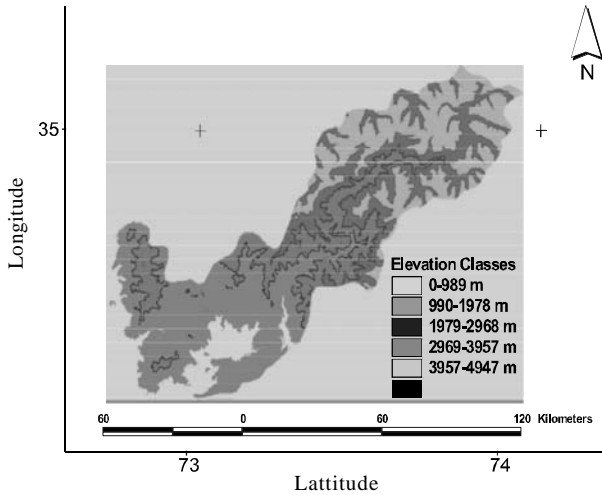 N
35
Longitude
Elevation Classes
0-989 m
990-1978 m
1979-2968 m
2969-3957 m
3957-4947 m
60 0 60 120 Kilometers
73 74
Lattitude